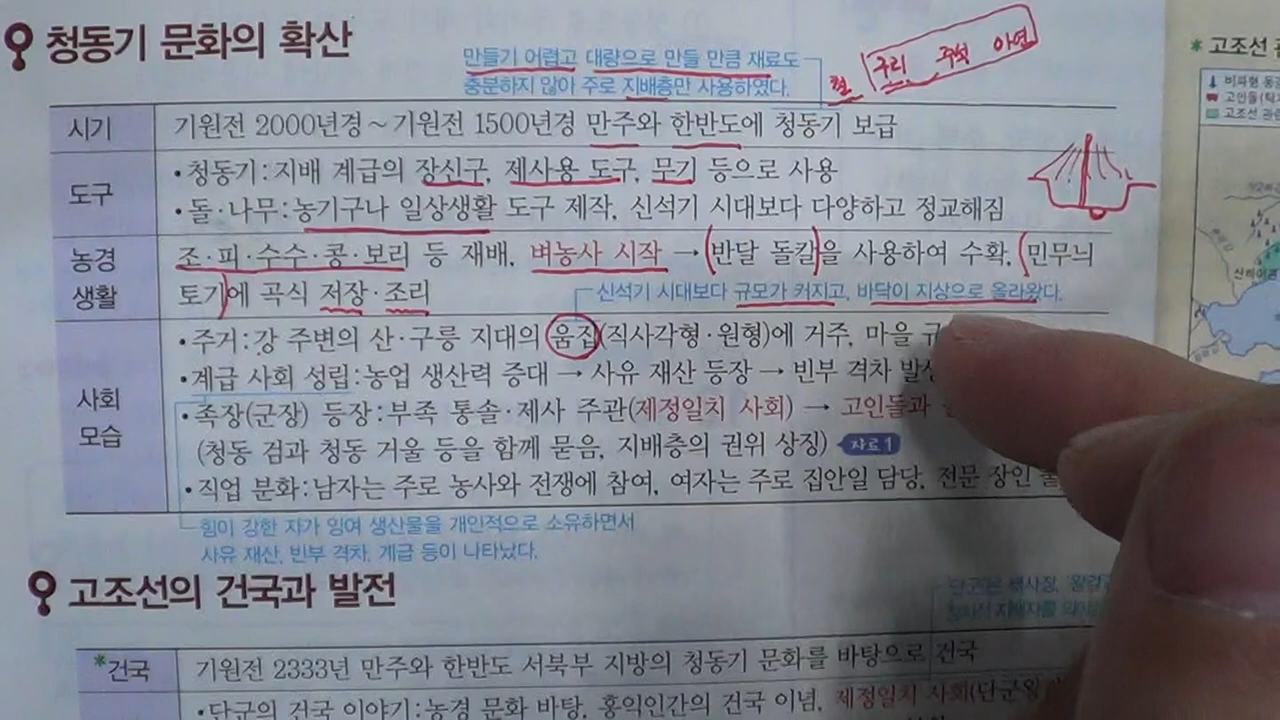 청동기 문화의 확산
만들기 어렵고 대량으로 만들 만큼 재료도
충분하지 않아 주로 지배층만 사용하였다.
철
구리 주석 아연
시기
기원전 2000년경~기원전 1500년경 만주와 한반도에 청동기 보급
도구
•청동기:지배 계급의 장신구, 제사용 도구, 무기 등으로 사용
•돌·나무:농기구나 일상생활 도구 제작, 신석기 시대보다 다양하고 정교해짐
농경
생활
조·피·수수·콩·보리 등 재배, 벼농사 시작 → 반달 돌칼을 사용하여 수확, 민무늬
토기에 곡식 저장·조리
신석기 시대보다 규모가 커지고, 바닥이 지상으로 올라왔다.
사회
모습
•주거:강 주변의 산·구릉 지대의 움집(직사각형·원형)에 거주, 마을
•계급 사회 성립:농업 생산력 증대 → 사유 재산 등장 → 빈부 격차
•족장(군장) 등장:부족 통솔·제사 주관(제정일치 사회) → 고인돌과
(청동 검과 청동 거울 등을 함께 묻음, 지배층의 권위 상징) 자료1
•직업 분화:남자는 주로 농사와 전쟁에 참여, 여자는 주로 집안일 담당, 전문 장인
힘이 강한 자가 잉여 생산물을 개인적으로 소유하면서
사유 재산, 빈부 격차, 계급 등이 나타났다.
고조선의 건국과 발전
*건국
기원전 2333년 만주와 한반도 서북부 지방의 청동기 문화를 바탕으로 건국
•단군의 건국 이야기:농경 문화 바탕, 홍익인간의 건국 이념, 제정일치 사회
* 고조선
비파형
고인돌
고조선